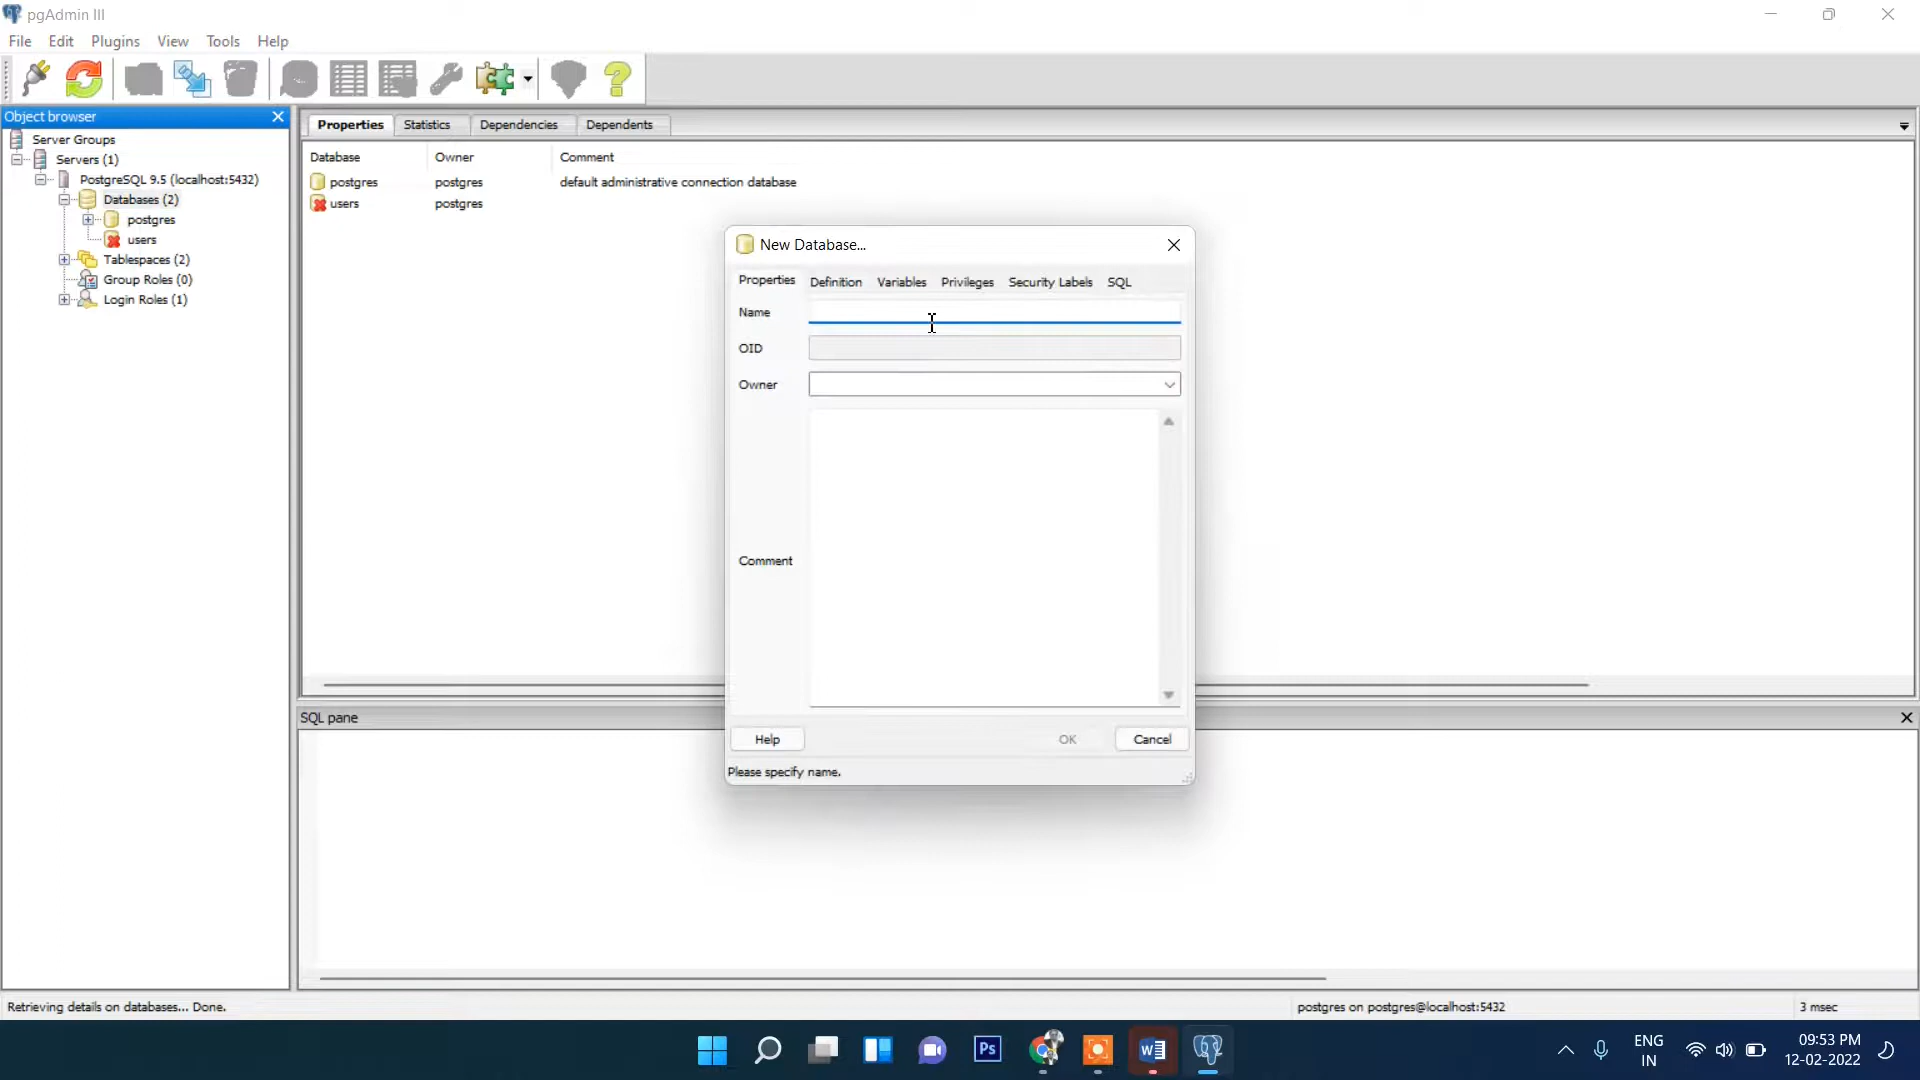 pgAdmin III
File Edit Plugins View Tools Help
Object browser
Server Groups
Servers (1)
PostgreSQL 9.5 (localhost:5432)
Databases (2)
postgres
users
Tablespaces (2)
Group Roles (0)
Login Roles (1)
Properties Statistics Dependencies Dependents
Database Owner Comment
postgres postgres default administrative connection database
users postgres
New Database...
Properties Definition Variables Privileges Security Labels SQL
Name
OID
Owner
Comment
Help OK Cancel
Please specify name.
SQL pane
Retrieving details on databases... Done. postgres on postgres@localhost:5432 3 msec
Ps
W
ENG
IN
09:53 PM
12-02-2022